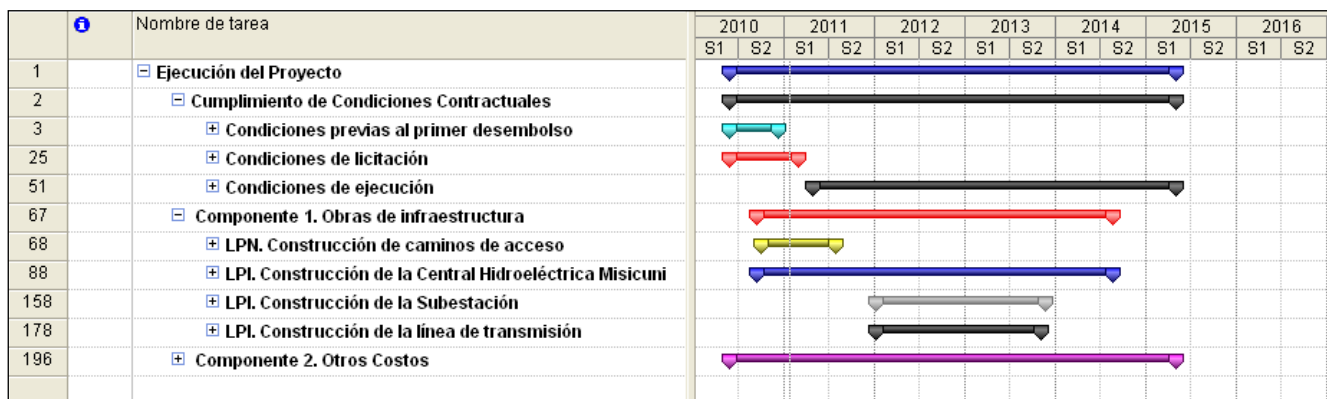 Nombre de tarea
2010 2011 2012 2013 2014 2015 2016
S1 S2 S1 S2 S1 S2 S1 S2 S1 S2 S1 S2 S1 S2
1 Ejecución del Proyecto
2 Cumplimiento de Condiciones Contractuales
3 Condiciones previas al primer desembolso
25 Condiciones de licitación
51 Condiciones de ejecución
67 Componente 1. Obras de infraestructura
68 LPN. Construcción de caminos de acceso
88 LPI. Construcción de la Central Hidroeléctrica Misicuni
158 LPI. Construcción de la Subestación
178 LPI. Construcción de la línea de transmisión
196 Componente 2. Otros Costos